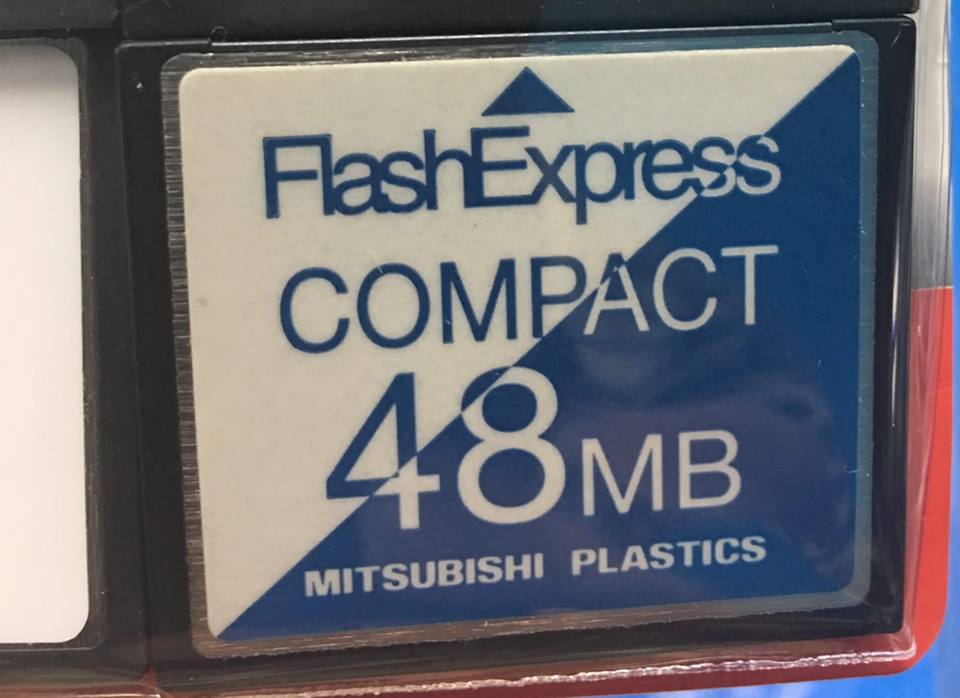 FlashExpress
COMPACT
48MB
MITSUBISHI PLASTICS